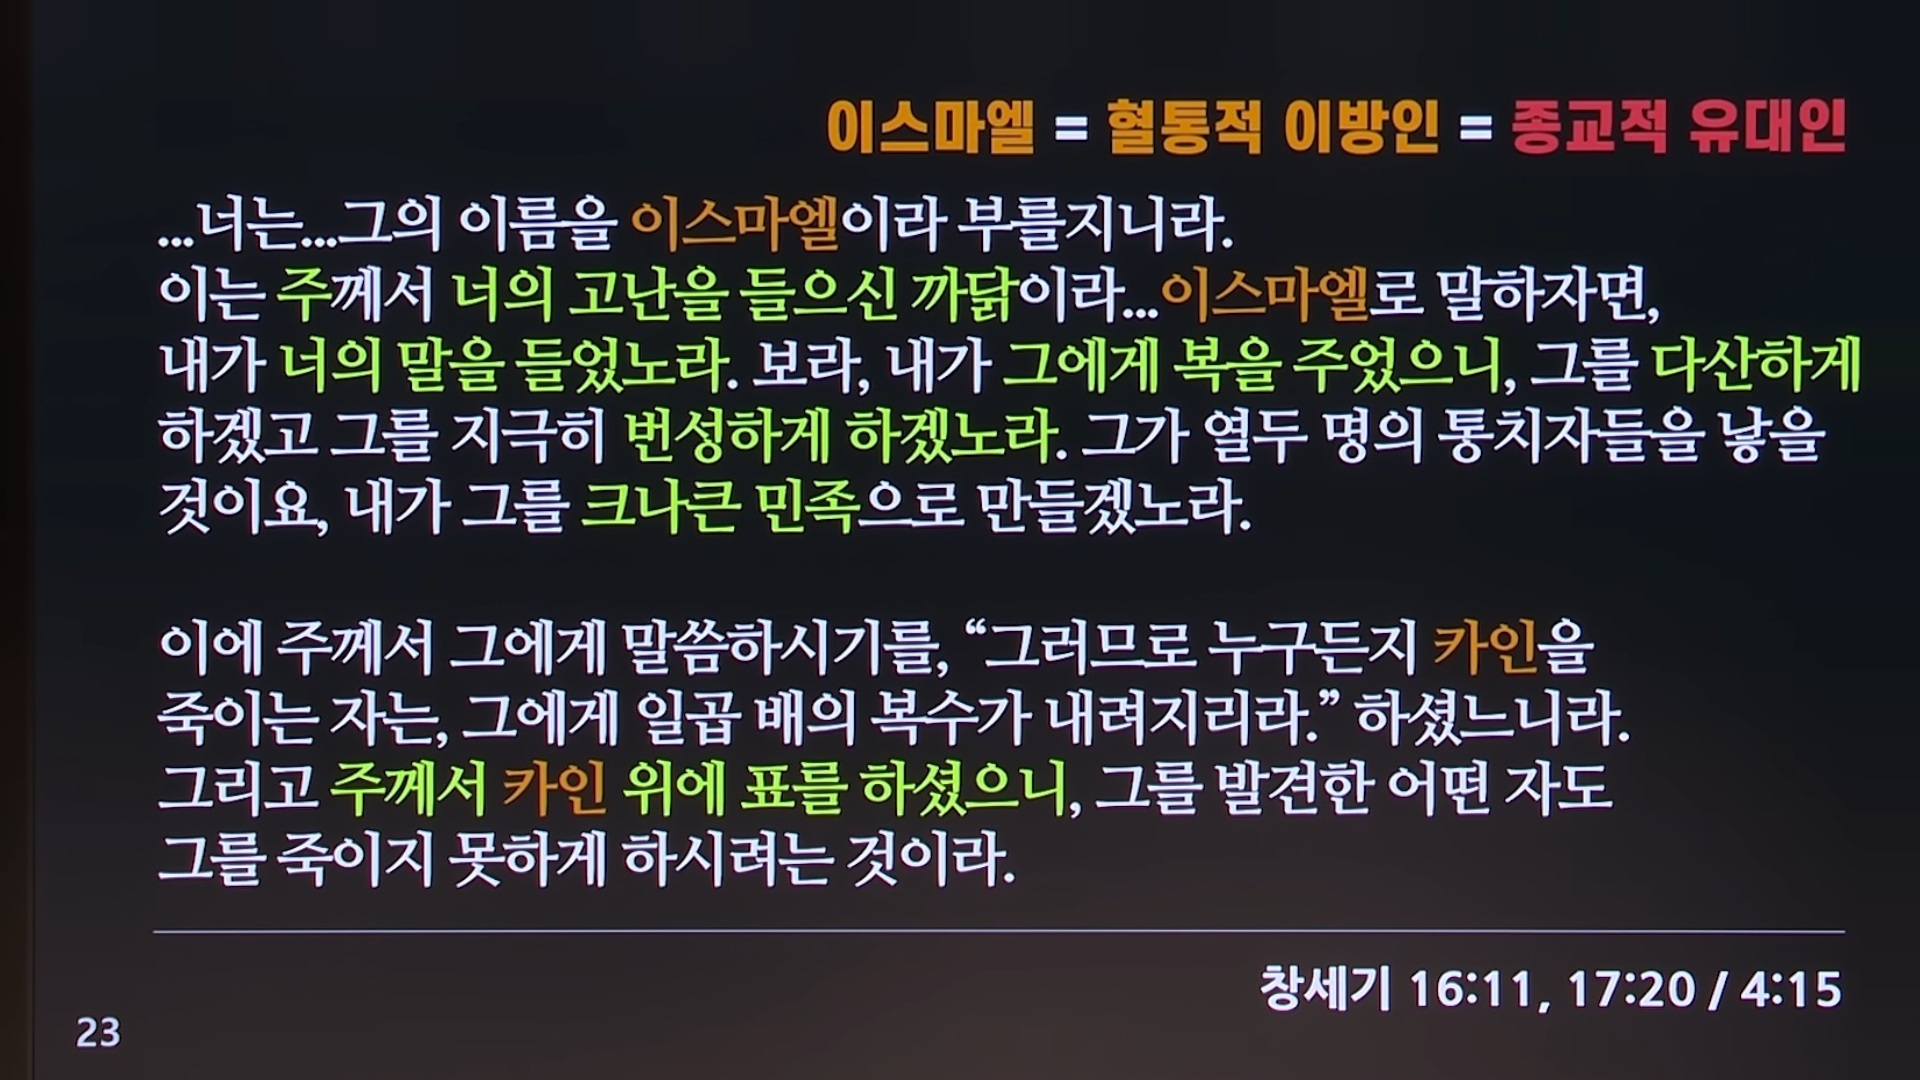 이스마엘 = 혈통적 이방인 = 종교적 유대인
...너는...그의 이름을 이스마엘이라 부를지니라.
이는 주께서 너의 고난을 들으신 까닭이라...이스마엘로 말하자면,
내가 너의 말을 들었노라. 보라, 내가 그에게 복을 주었으니, 그를 다산하게
하겠고 그를 지극히 번성하게 하겠노라. 그가 열두 명의 통치자들을 낳을
것이요, 내가 그를 크나큰 민족으로 만들겠노라.
이에 주께서 그에게 말씀하시기를, “그러므로 누구든지 카인을
죽이는 자는, 그에게 일곱 배의 복수가 내려지리라.” 하셨느니라.
그리고 주께서 카인 위에 표를 하셨으니, 그를 발견한 어떤 자도
그를 죽이지 못하게 하시려는 것이라.
창세기 16:11, 17:20 / 4:15
23